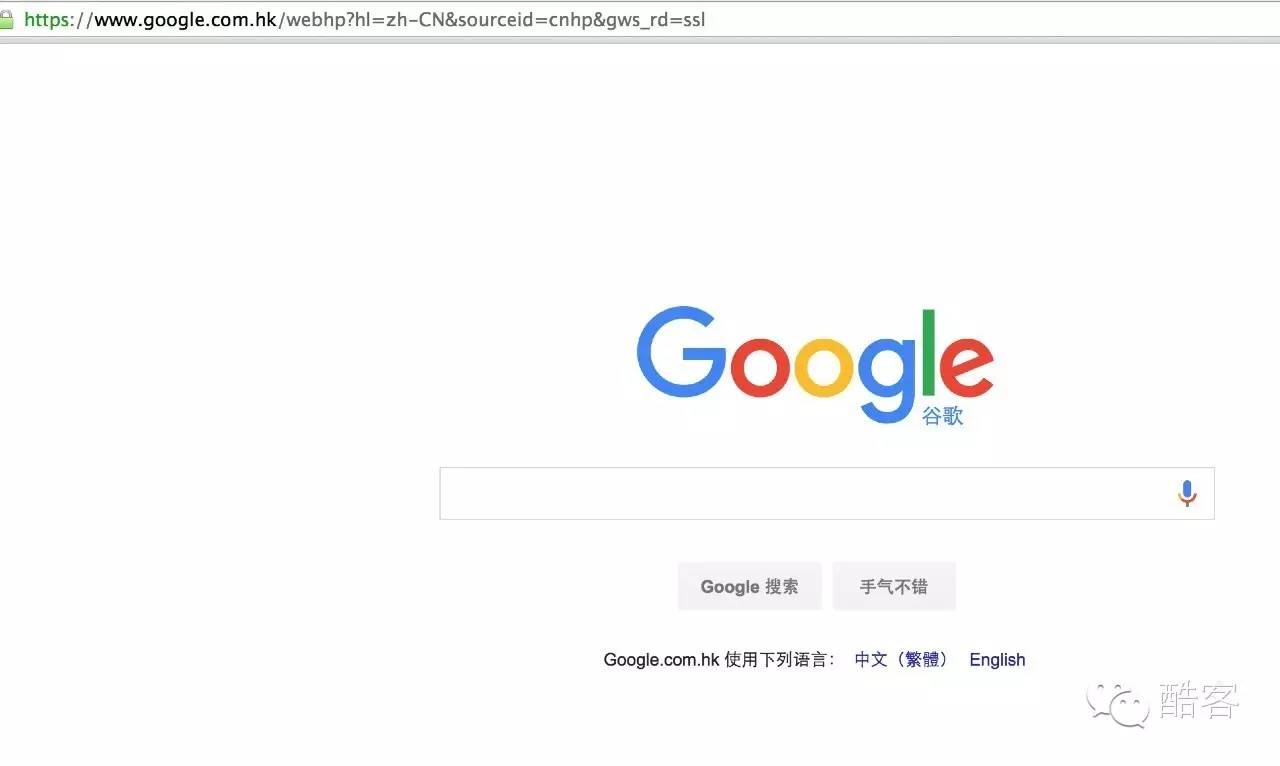 https://www.google.com.hk/webhp?hl=zh-CN&sourceid=cnhp&gws_rd=ssl
Google
谷歌
Google 搜索 手气不错
Google.com.hk 使用下列语言: 中文（繁體） English
酷客